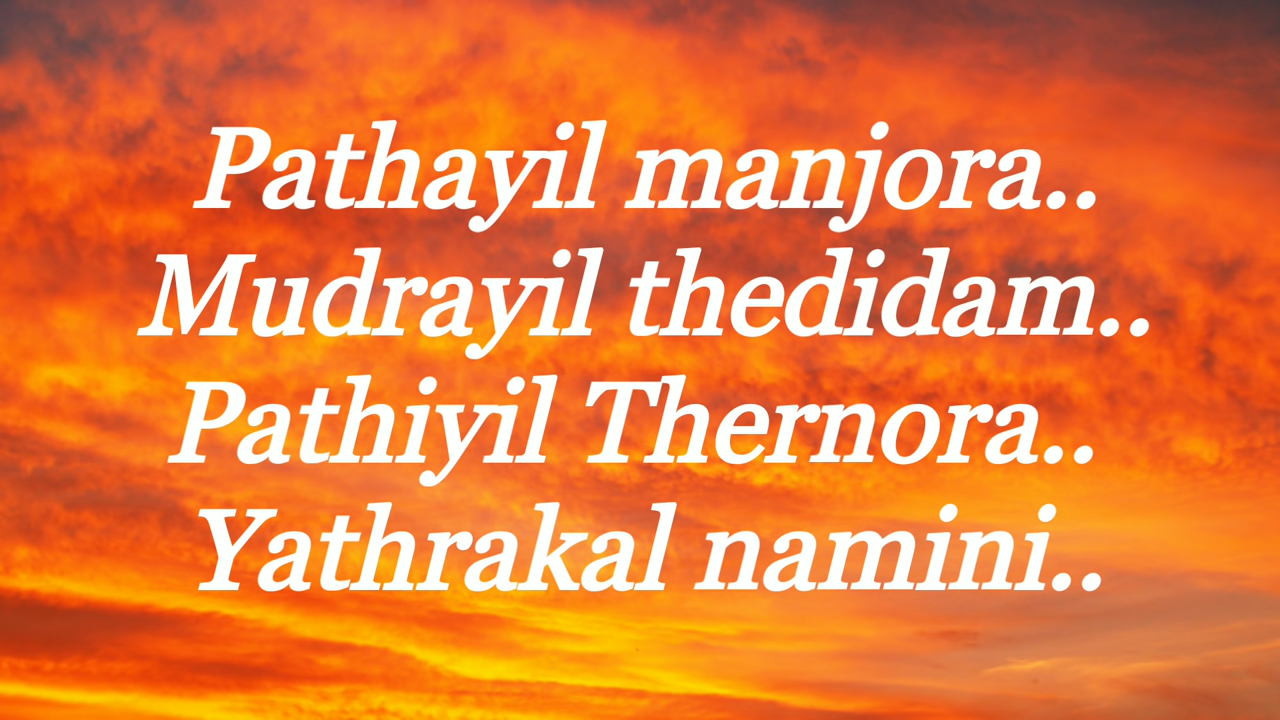 Pathayil manjora..
Mudrayil thedidam..
Pathiyil Thernora..
Yathrakal namini..